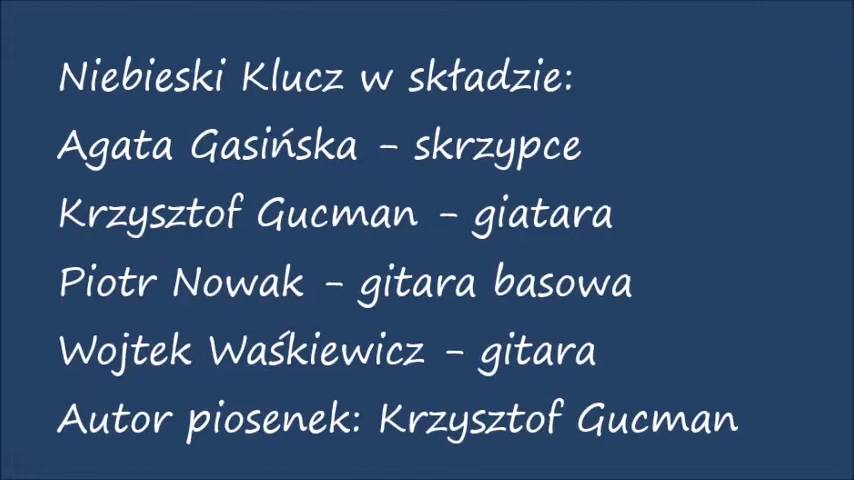 Niebieski Klucz w składzie:
Agata Gasińska - skrzypce
Krzysztof Gucman - giatara
Piotr Nowak - gitara basowa
Wojtek Waśkiewicz - gitara
Autor piosenek: Krzysztof Gucman